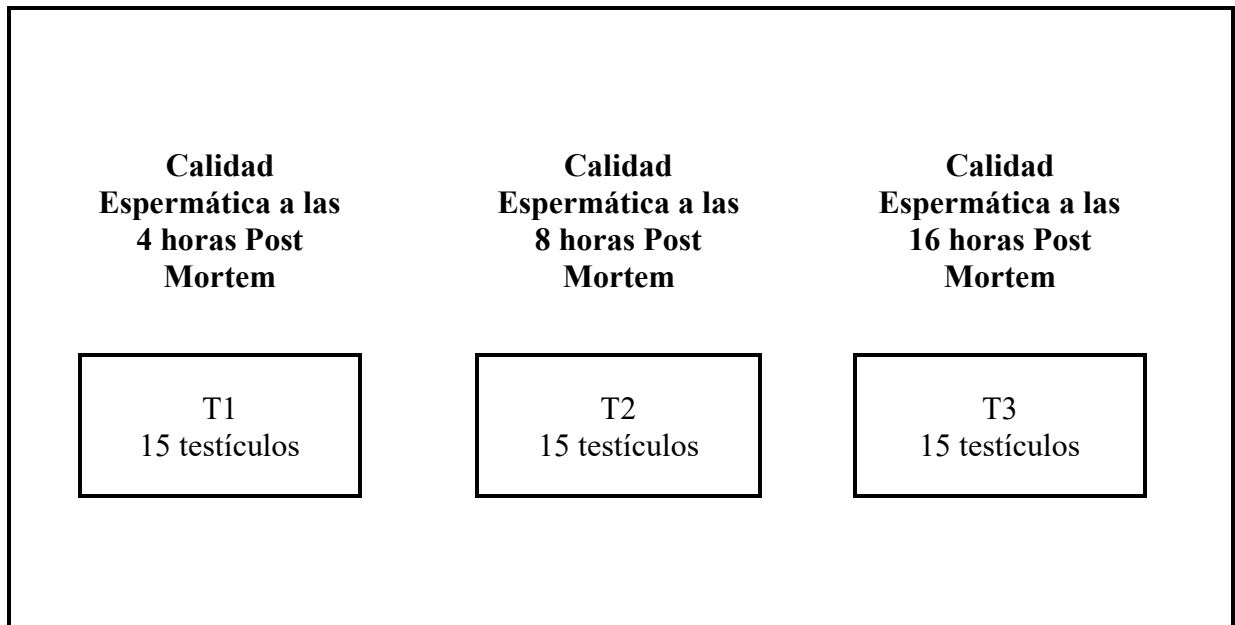 Calidad
Espermática a las
4 horas Post
Mortem
Calidad
Espermática a las
8 horas Post
Mortem
Calidad
Espermática a las
16 horas Post
Mortem
T1
15 testículos
T2
15 testículos
T3
15 testículos